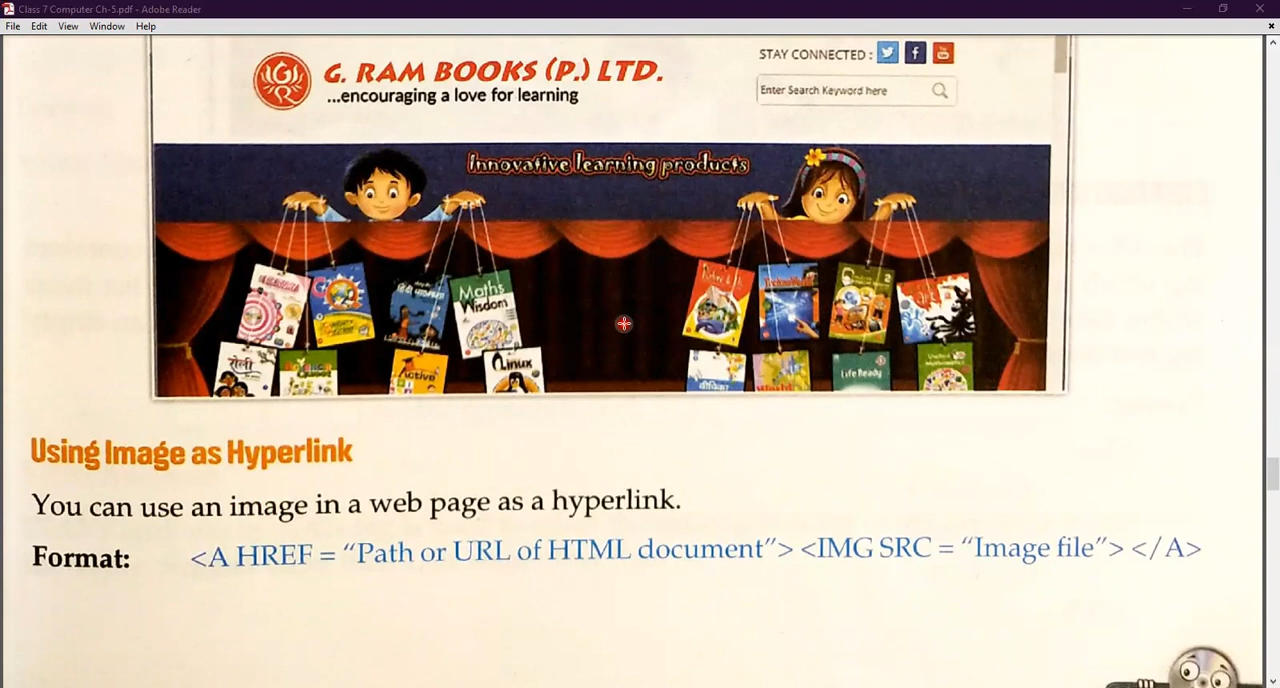 Class 7 Computer Ch-5.pdf - Adobe Reader
File Edit View Window Help
STAY CONNECTED :
G. RAM BOOKS (P.) LTD.
...encouraging a love for learning
Enter Search Keyword here
Innovative learning products
Maths
Wisdom
रोली
Active
Linux
वीथिका
Life Ready
Using Image as Hyperlink
You can use an image in a web page as a hyperlink.
Format: <A HREF = “Path or URL of HTML document”> <IMG SRC = “Image file”> </A>